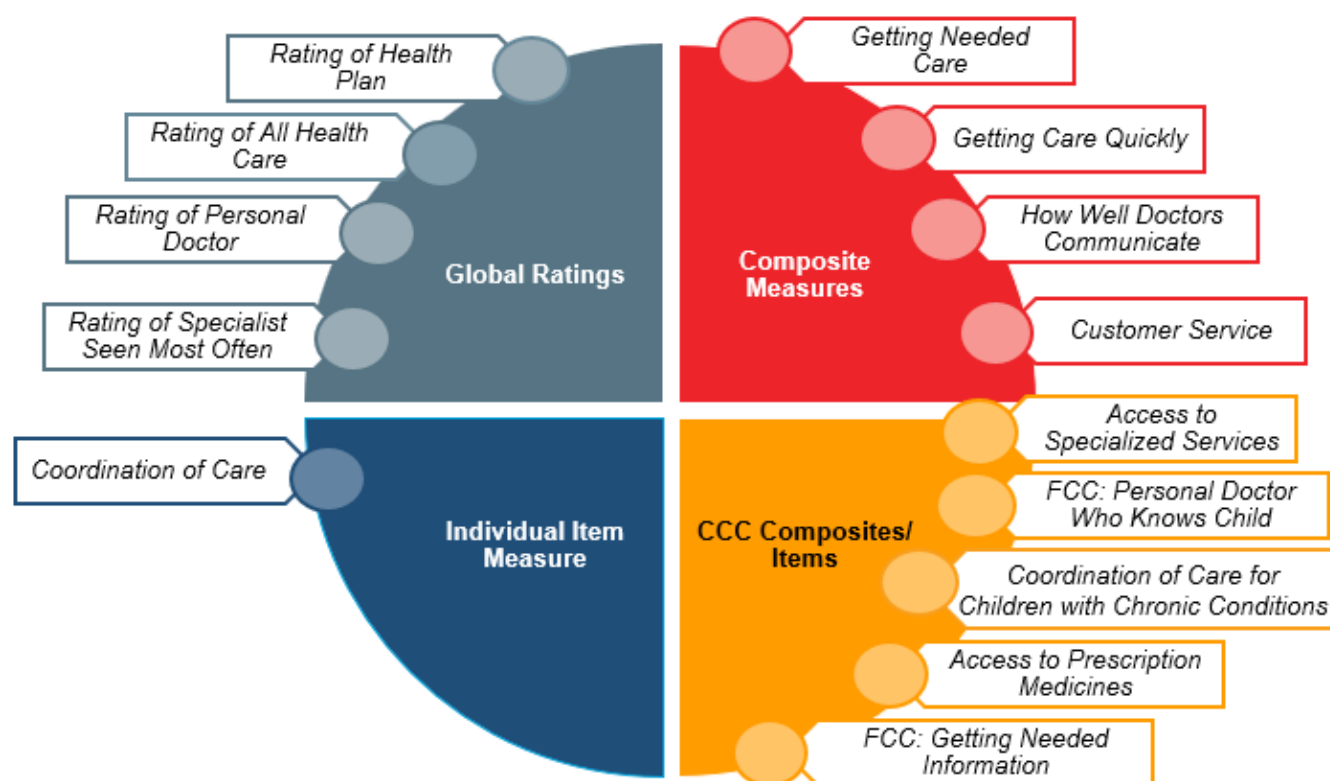 Rating of Health
Plan
Rating of All Health
Care
Rating of Personal
Doctor
Rating of Specialist
Seen Most Often
Global Ratings
Getting Needed
Care
Getting Care Quickly
How Well Doctors
Communicate
Customer Service
Composite
Measures
Coordination of Care
Individual Item
Measure
CCC Composites/
Items
Access to
Specialized Services
FCC: Personal Doctor
Who Knows Child
Coordination of Care for
Children with Chronic Conditions
Access to Prescription
Medicines
FCC: Getting Needed
Information